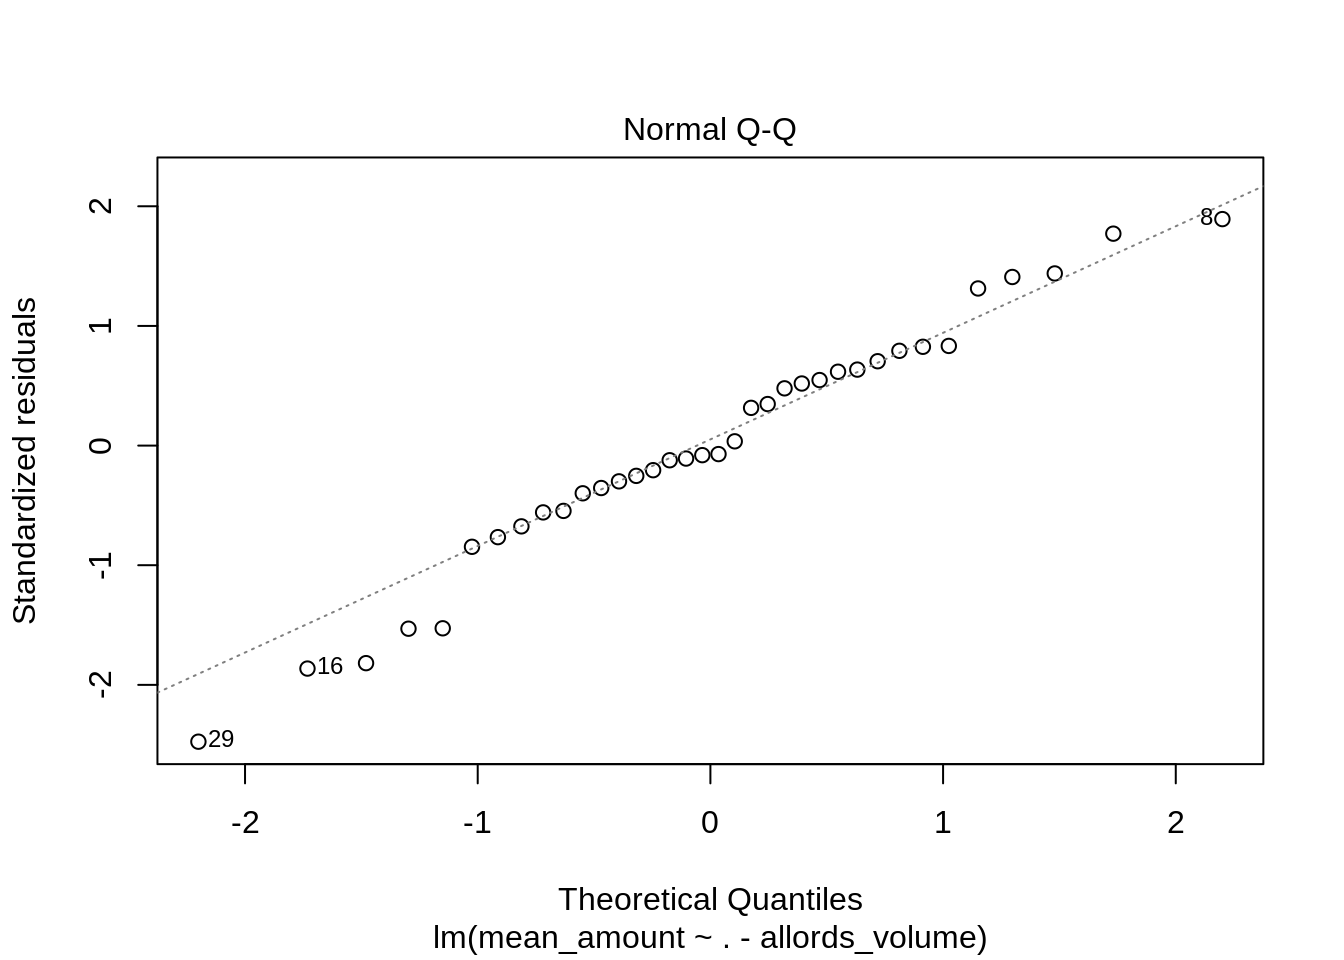 Normal Q-Q
Standardized residuals
2
1
0
-1
-2
8
16
29
-2 -1 0 1 2
Theoretical Quantiles
lm(mean_amount ~ . - allords_volume)